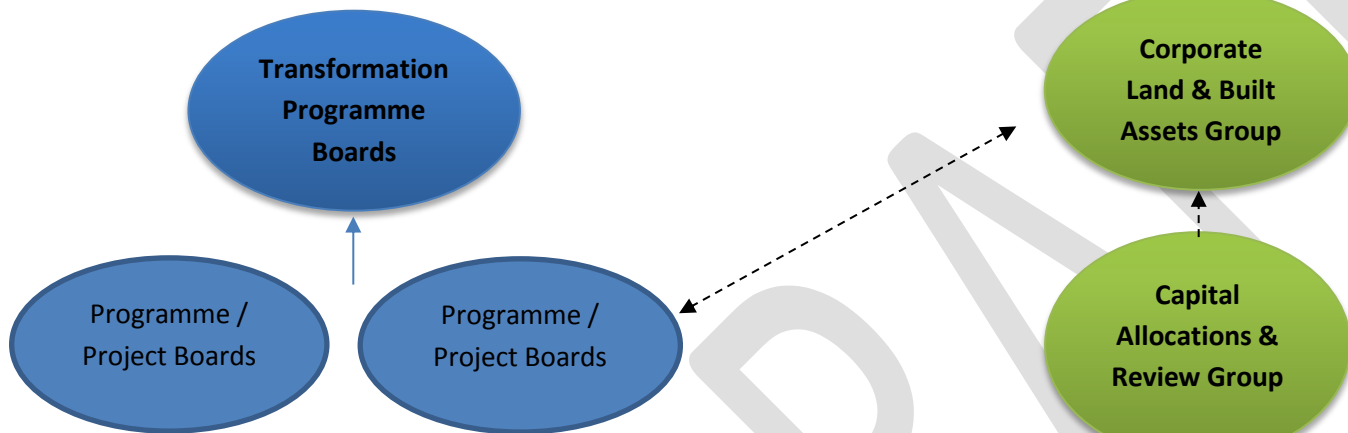 Transformation
Programme
Boards
Corporate
Land & Built
Assets Group
Programme /
Project Boards
Programme /
Project Boards
Capital
Allocations &
Review Group